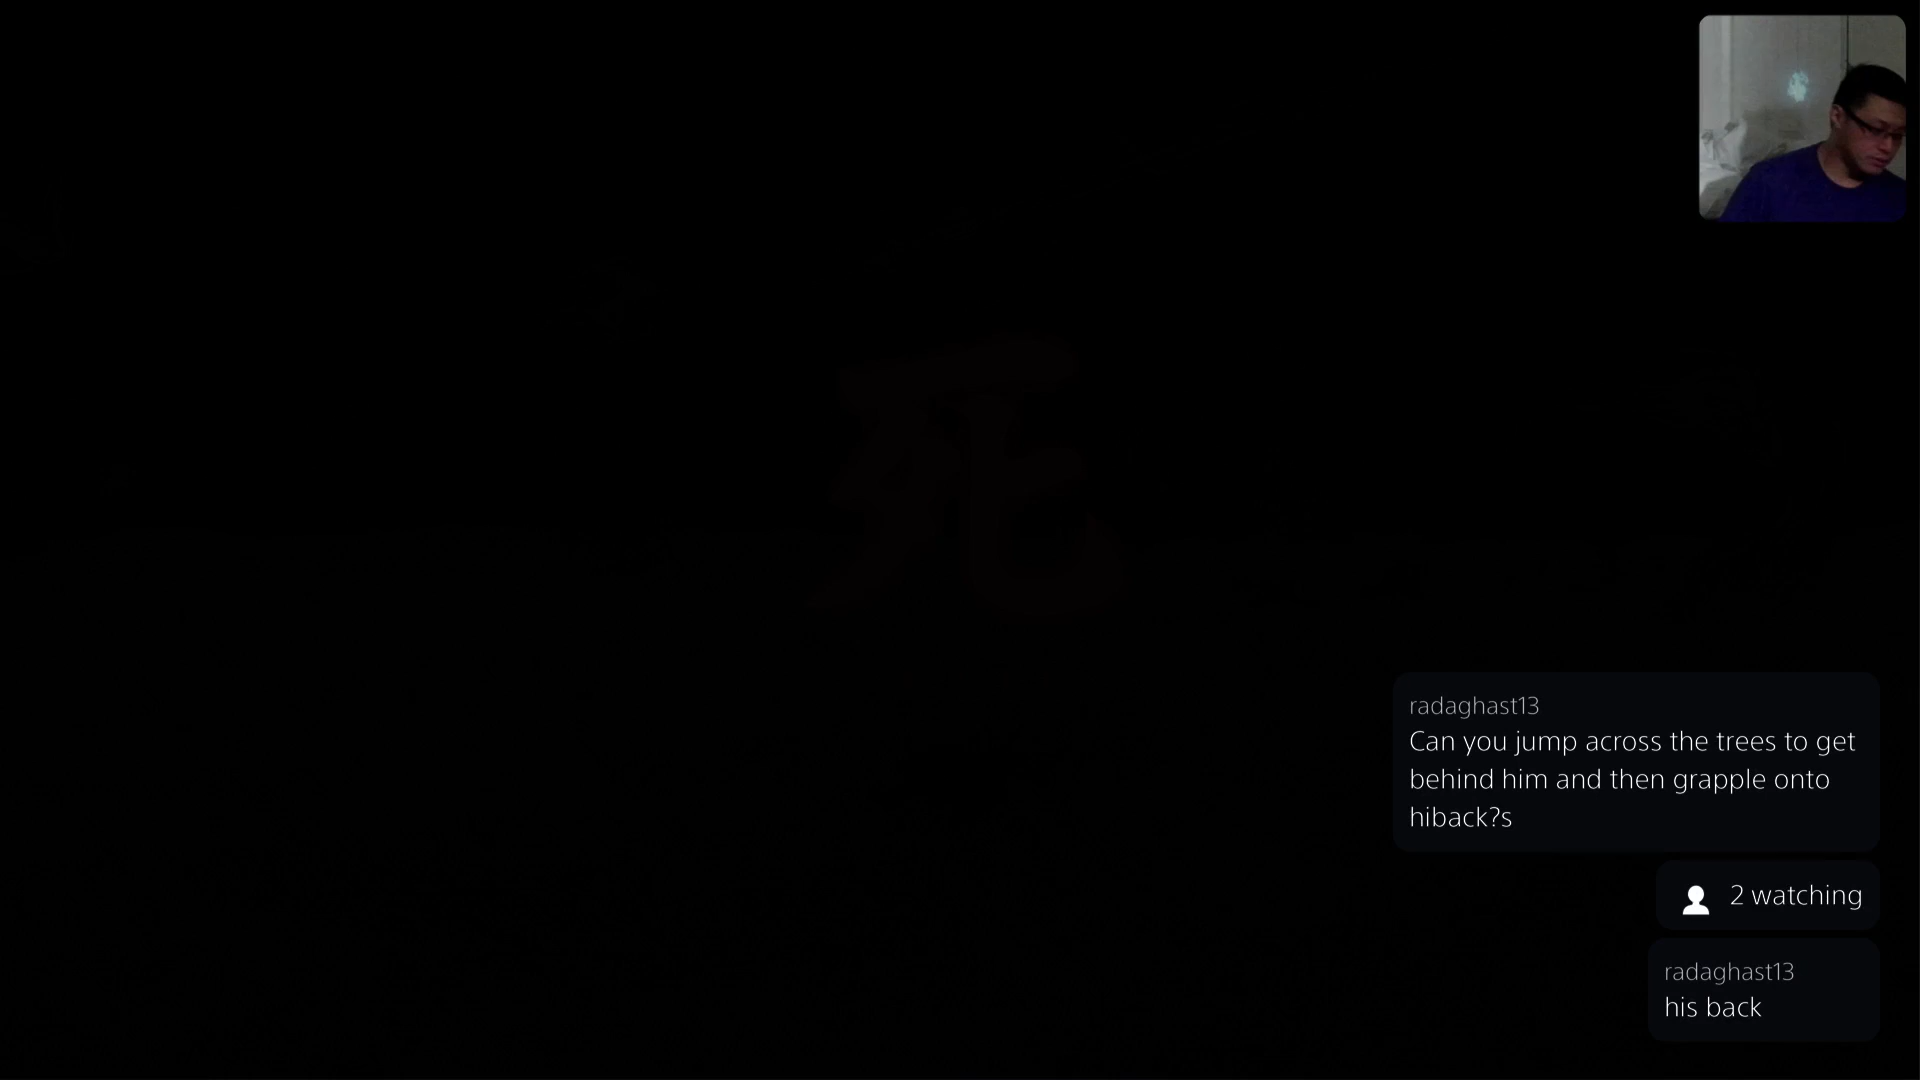 死
radaghast13
Can you jump across the trees to get
behind him and then grapple onto
hiback?s
2 watching
radaghast13
his back